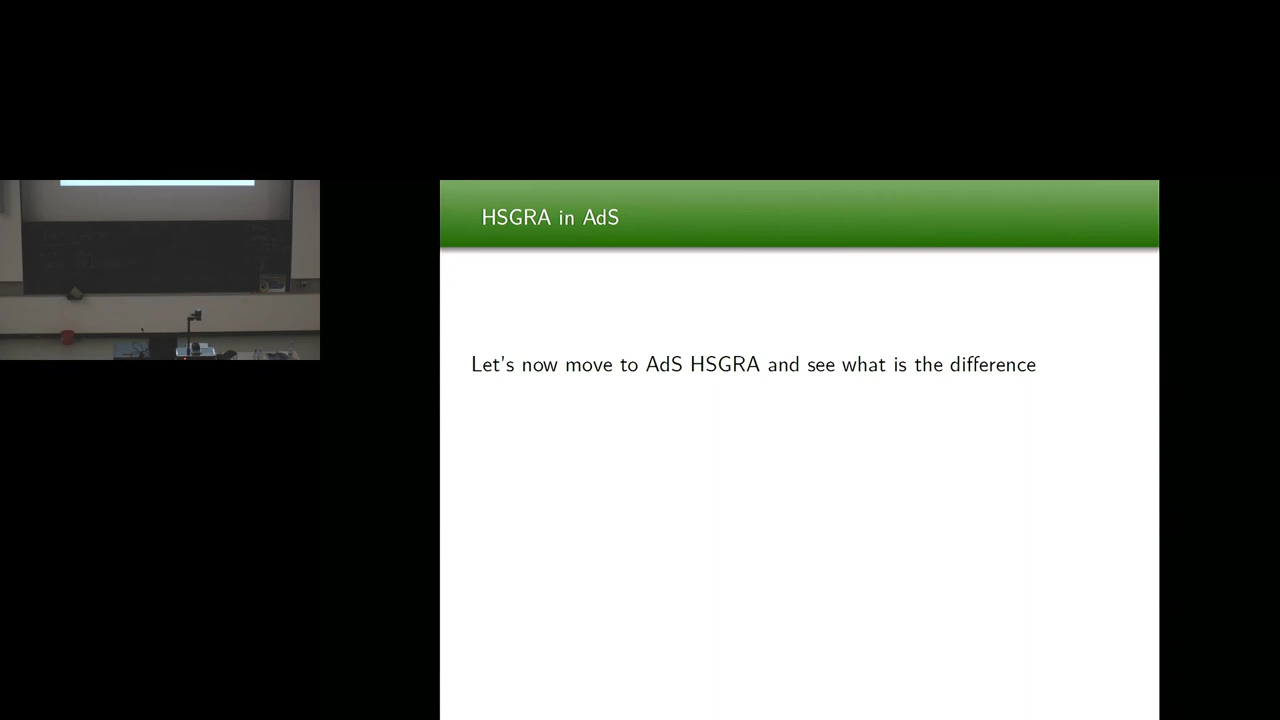 HSGRA in AdS
Let's now move to AdS HSGRA and see what is the difference